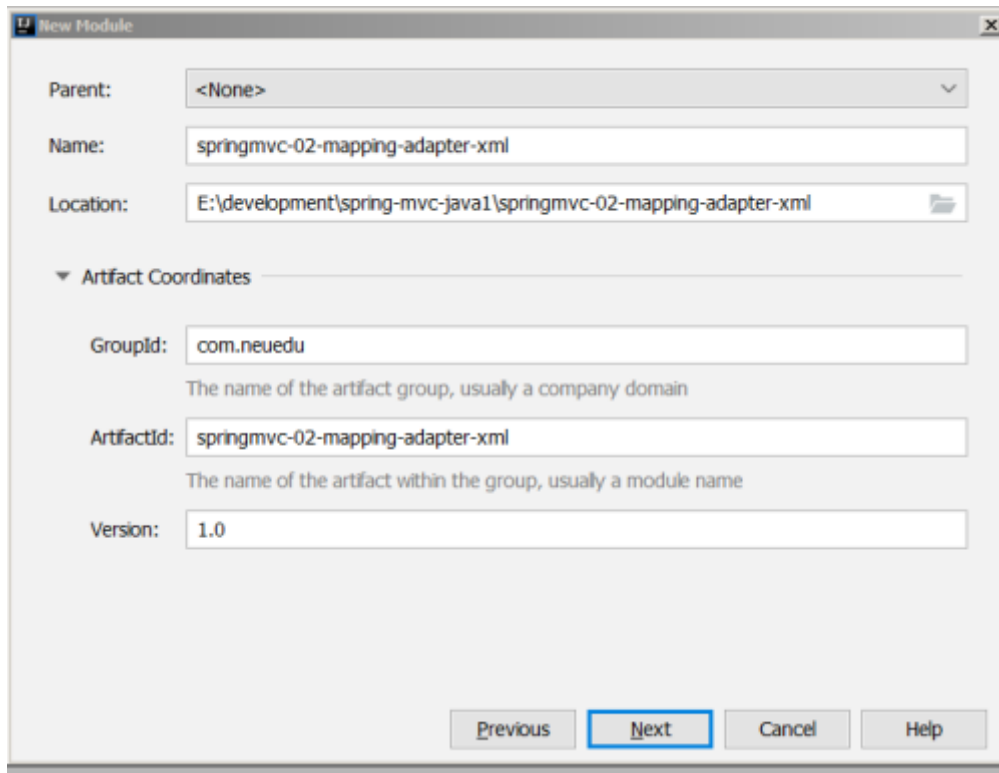 New Module
Parent: <None>
Name: springmvc-02-mapping-adapter-xml
Location: E:\development\spring-mvc-java1\springmvc-02-mapping-adapter-xml
Artifact Coordinates
GroupId: com.neuedu
The name of the artifact group, usually a company domain
ArtifactId: springmvc-02-mapping-adapter-xml
The name of the artifact within the group, usually a module name
Version: 1.0
Previous Next Cancel Help